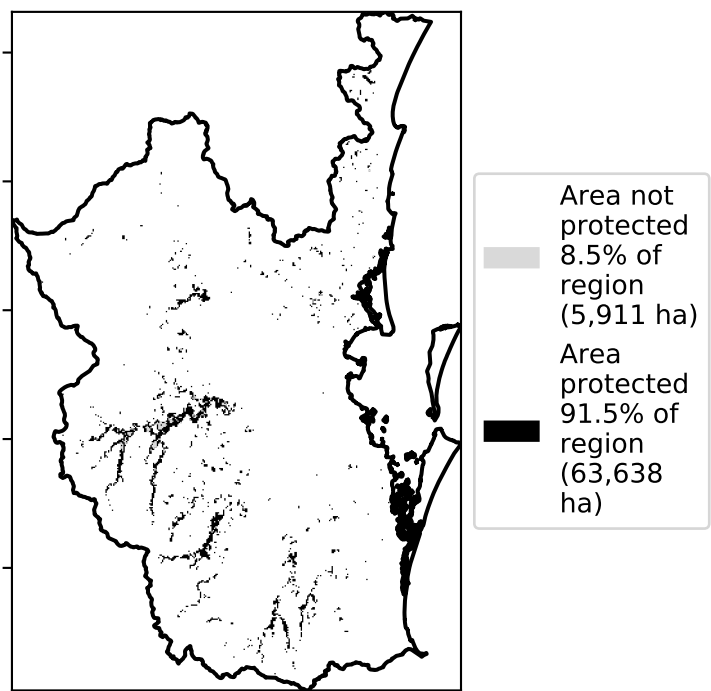 Area not
protected
8.5% of
region
(5,911 ha)
Area
protected
91.5% of
region
(63,638
ha)